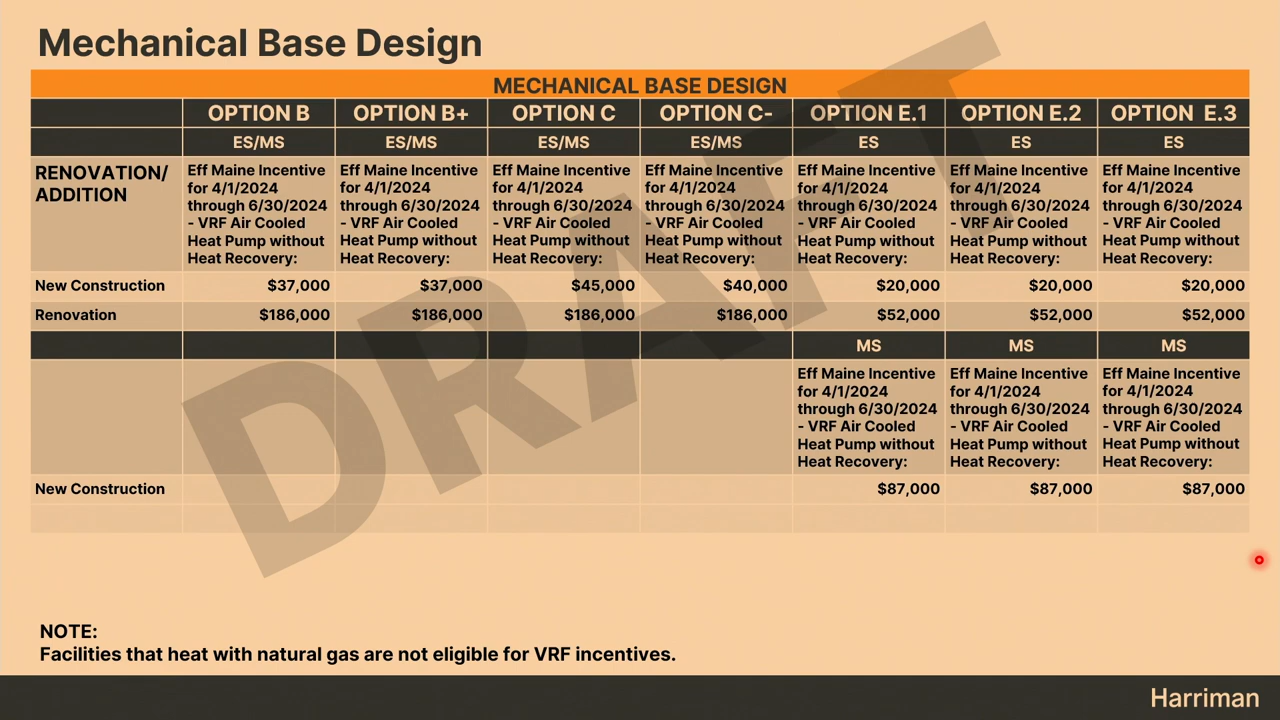 Mechanical Base Design
MECHANICAL BASE DESIGN
OPTION B OPTION B+ OPTION C OPTION C- OPTION E.1 OPTION E.2 OPTION E.3
ES/MS ES/MS ES/MS ES/MS ES ES ES
RENOVATION/ Eff Maine Incentive Eff Maine Incentive Eff Maine Incentive Eff Maine Incentive Eff Maine Incentive Eff Maine Incentive Eff Maine Incentive
ADDITION for 4/1/2024 for 4/1/2024 for 4/1/2024 for 4/1/2024 for 4/1/2024 for 4/1/2024 for 4/1/2024
through 6/30/2024 through 6/30/2024 through 6/30/2024 through 6/30/2024 through 6/30/2024 through 6/30/2024 through 6/30/2024
- VRF Air Cooled - VRF Air Cooled - VRF Air Cooled - VRF Air Cooled - VRF Air Cooled - VRF Air Cooled - VRF Air Cooled
Heat Pump without Heat Pump without Heat Pump without Heat Pump without Heat Pump without Heat Pump without Heat Pump without
Heat Recovery: Heat Recovery: Heat Recovery: Heat Recovery: Heat Recovery: Heat Recovery: Heat Recovery:
New Construction $37,000 $37,000 $45,000 $40,000 $20,000 $20,000 $20,000
Renovation $186,000 $186,000 $186,000 $186,000 $52,000 $52,000 $52,000
MS MS MS
Eff Maine Incentive Eff Maine Incentive Eff Maine Incentive
for 4/1/2024 for 4/1/2024 for 4/1/2024
through 6/30/2024 through 6/30/2024 through 6/30/2024
- VRF Air Cooled - VRF Air Cooled - VRF Air Cooled
Heat Pump without Heat Pump without Heat Pump without
Heat Recovery: Heat Recovery: Heat Recovery:
New Construction $87,000 $87,000 $87,000
DRAFT
NOTE:
Facilities that heat with natural gas are not eligible for VRF incentives.
Harriman